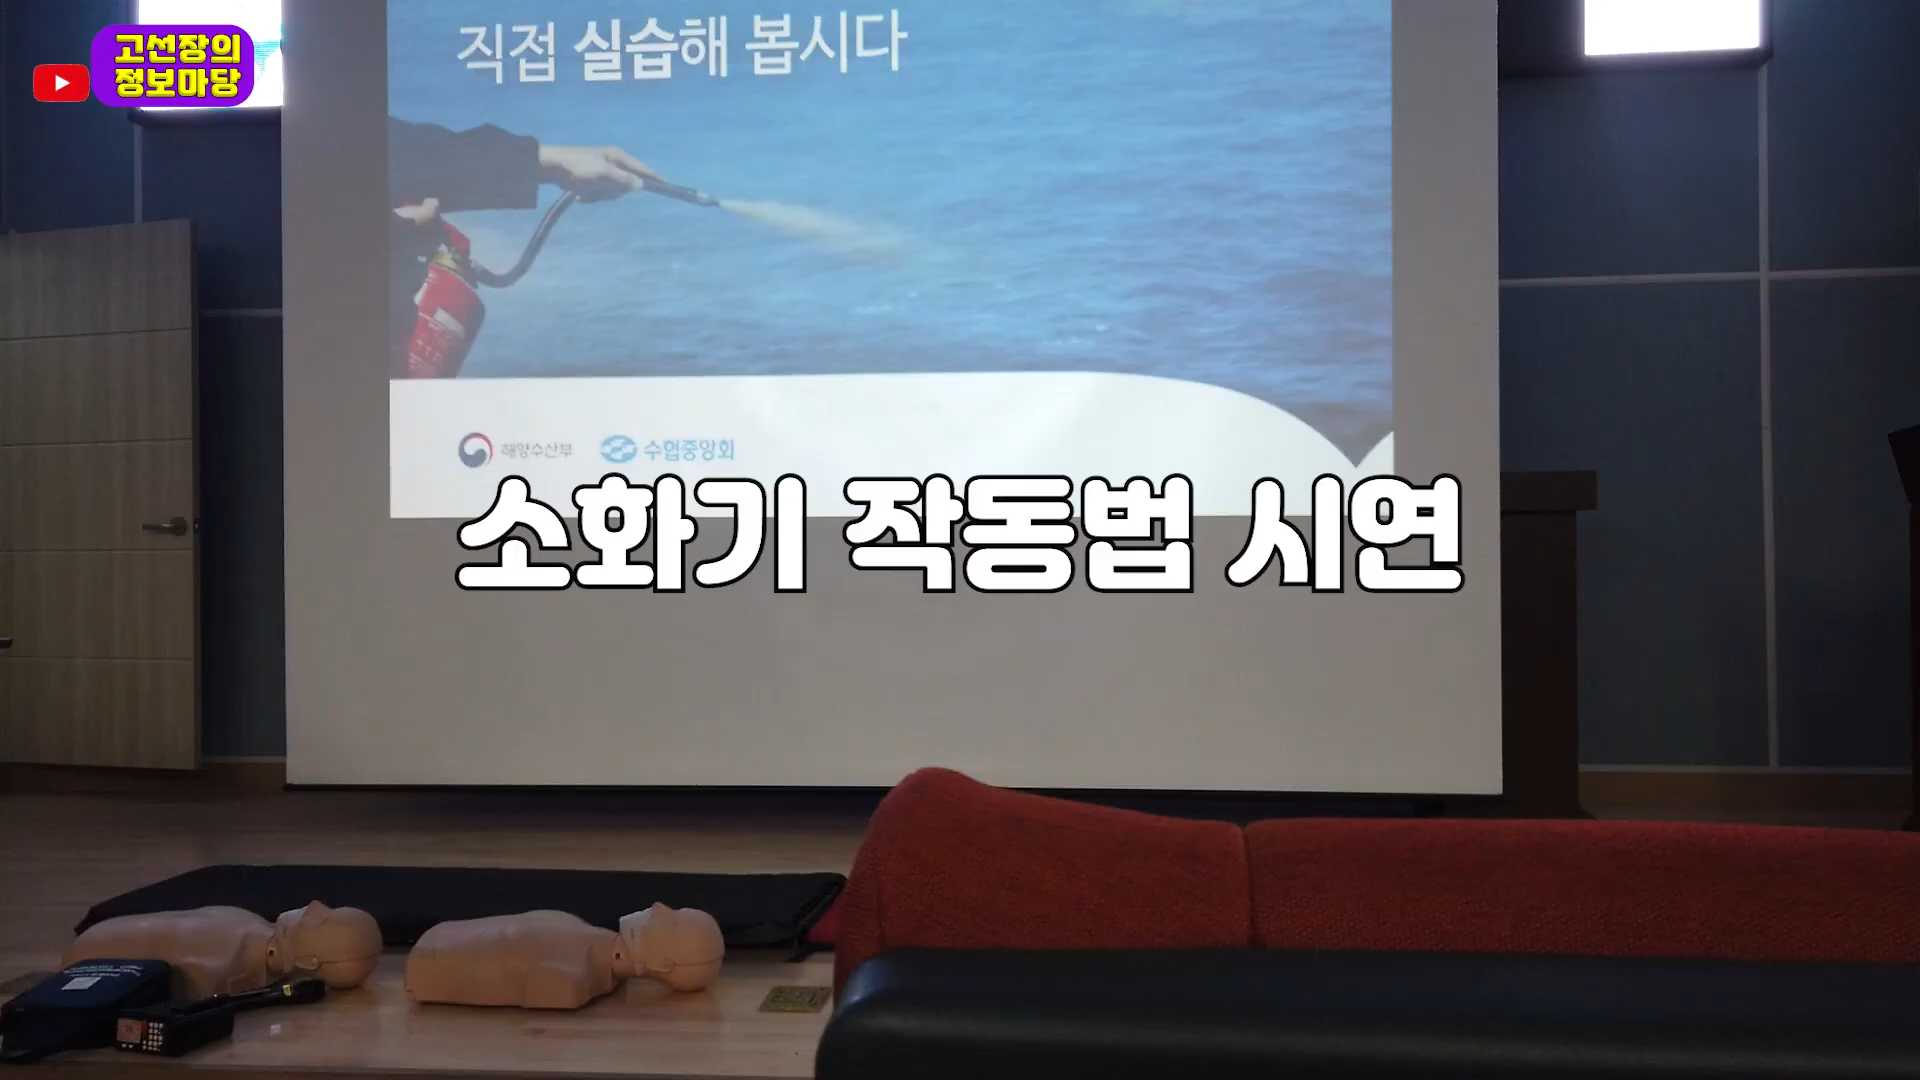 고선장의
정보마당
직접 실습해 봅시다
해양수산부
수협중앙회
소화기 작동법 시연